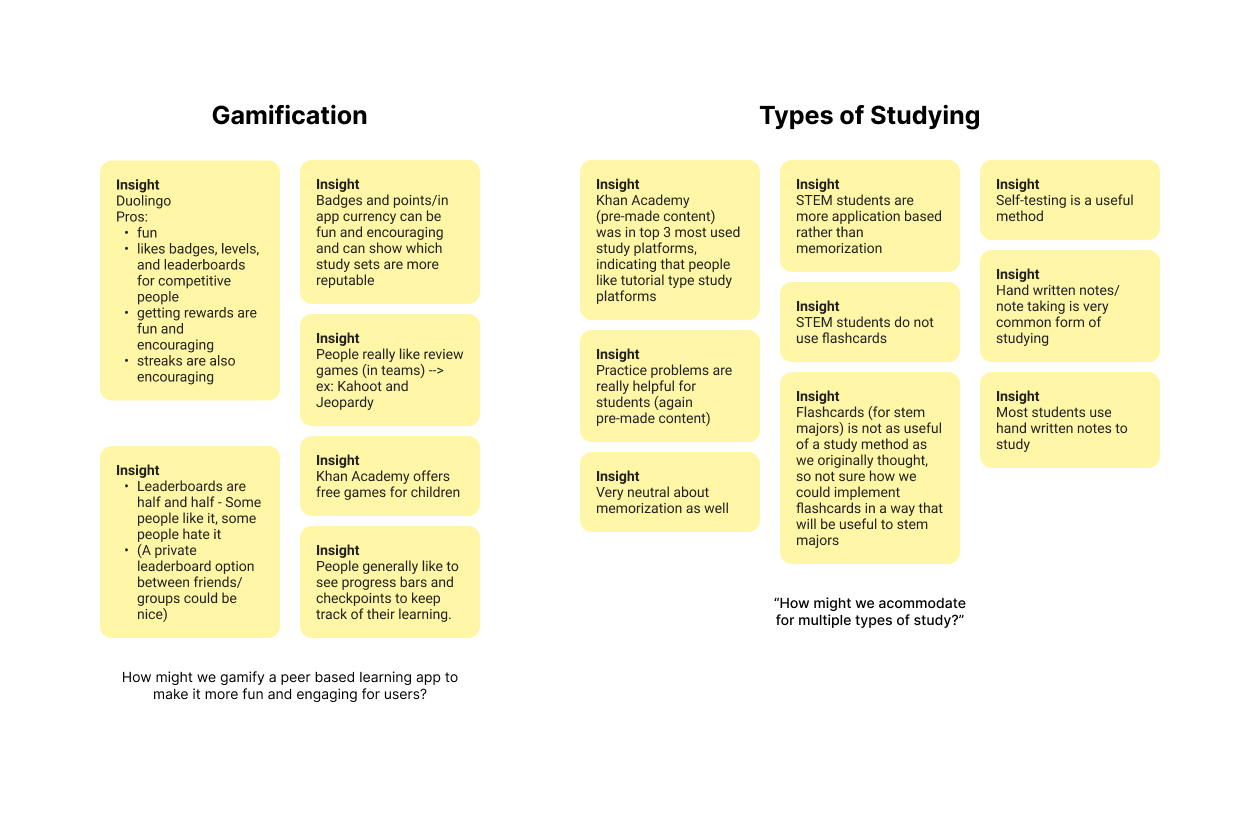 Gamification
Insight
Duolingo
Pros:
• fun
• likes badges, levels,
and leaderboards
for competitive
people
• getting rewards are
fun and
encouraging
• streaks are also
encouraging
Insight
• Leaderboards are
half and half - Some
people like it, some
people hate it
• (A private
leaderboard option
between friends/
groups could be
nice)
Insight
Badges and points/in
app currency can be
fun and encouraging
and can show which
study sets are more
reputable
Insight
People really like review
games (in teams) -->
ex: Kahoot and
Jeopardy
Insight
Khan Academy offers
free games for children
Insight
People generally like to
see progress bars and
checkpoints to keep
track of their learning.
How might we gamify a peer based learning app to
make it more fun and engaging for users?
Types of Studying
Insight
Khan Academy
(pre-made content)
was in top 3 most used
study platforms,
indicating that people
like tutorial type study
platforms
Insight
Practice problems are
really helpful for
students (again
pre-made content)
Insight
Very neutral about
memorization as well
Insight
STEM students are
more application based
rather than
memorization
Insight
STEM students do not
use flashcards
Insight
Flashcards (for stem
majors) is not as useful
of a study method as
we originally thought,
so not sure how we
could implement
flashcards in a way that
will be useful to stem
majors
Insight
Self-testing is a useful
method
Insight
Hand written notes/
note taking is very
common form of
studying
Insight
Most students use
hand written notes to
study
“How might we acommodate
for multiple types of study?”